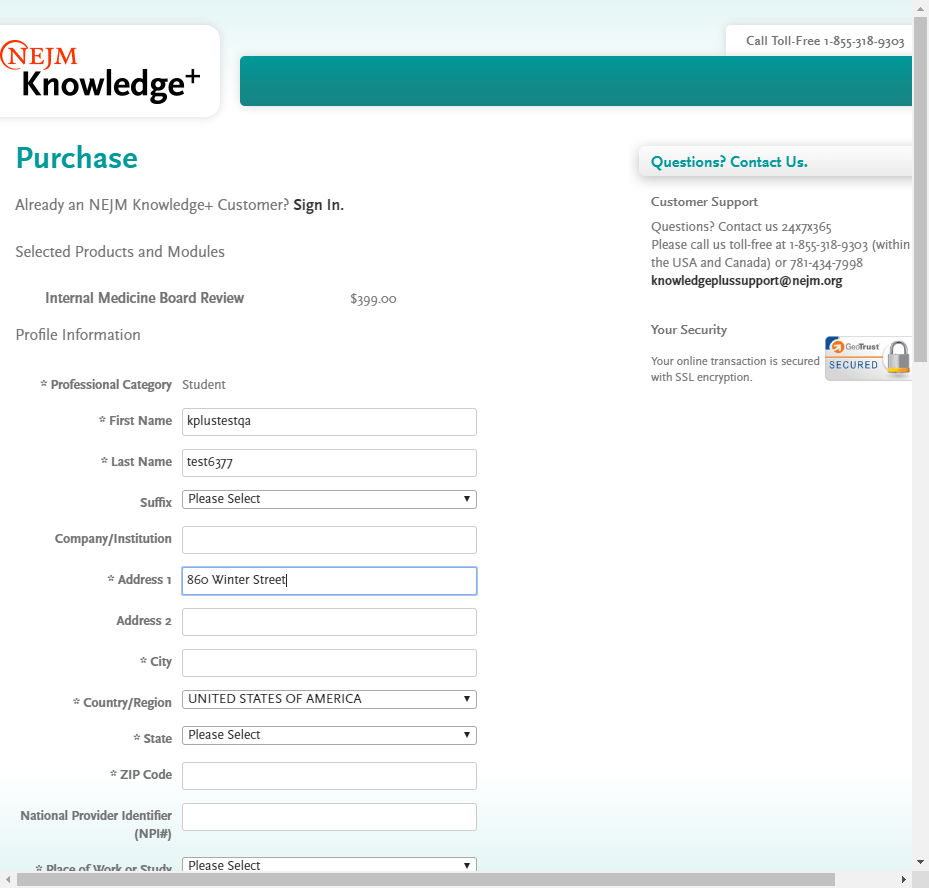 Call Toll-Free 1-855-318-9303
NEJM
Knowledge+
Purchase
Already an NEJM Knowledge+ Customer? Sign In.
Selected Products and Modules
Internal Medicine Board Review $399.00
Profile Information
* Professional Category Student
* First Name kplustestqa
* Last Name test6377
Suffix Please Select
Company/Institution
* Address 1 860 Winter Street
Address 2
* City
* Country/Region UNITED STATES OF AMERICA
* State Please Select
* ZIP Code
National Provider Identifier
(NPI#)
* Place of Work or Study Please Select
Questions? Contact Us.
Customer Support
Questions? Contact us 24x7x365
Please call us toll-free at 1-855-318-9303 (within
the USA and Canada) or 781-434-7998
knowledgeplussupport@nejm.org
Your Security
Your online transaction is secured
with SSL encryption.
GeoTrust
SECURED